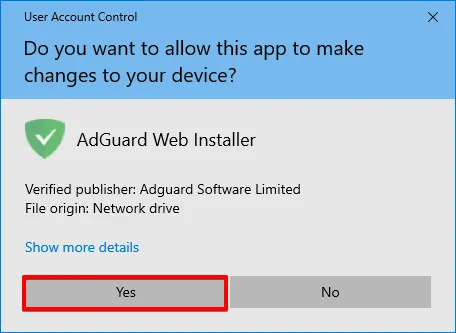 User Account Control
Do you want to allow this app to make
changes to your device?
AdGuard Web Installer
Verified publisher: Adguard Software Limited
File origin: Network drive
Show more details
Yes
No